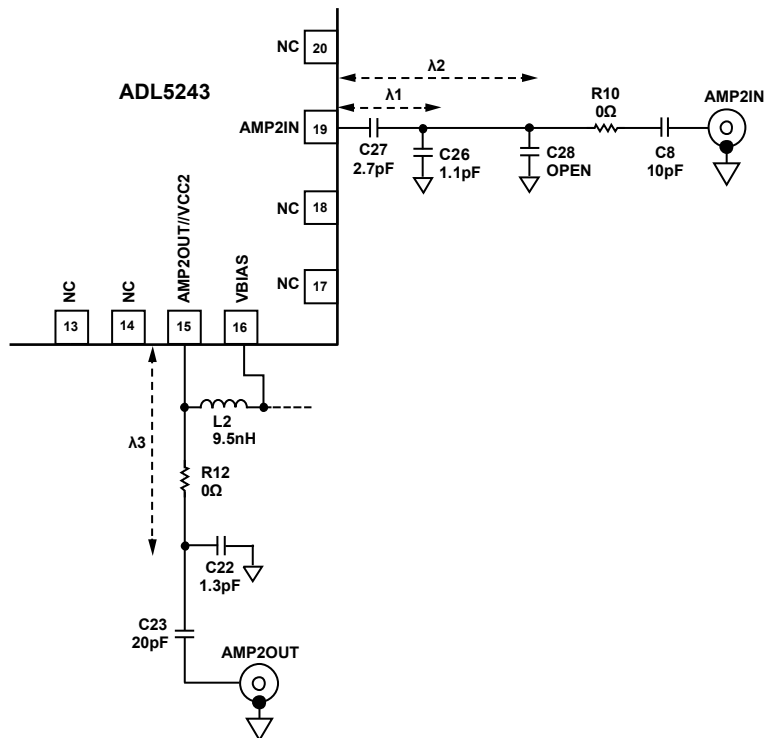 NC
20
λ2
ADL5243
λ1
R10
0Ω
AMP2IN
AMP2IN
19
C27
2.7pF
C26
1.1pF
C28
OPEN
C8
10pF
NC
18
AMP2OUT//VCC2
VBIAS
NC
17
NC
NC
13
14
15
16
L2
9.5nH
λ3
R12
0Ω
C22
1.3pF
C23
20pF
AMP2OUT